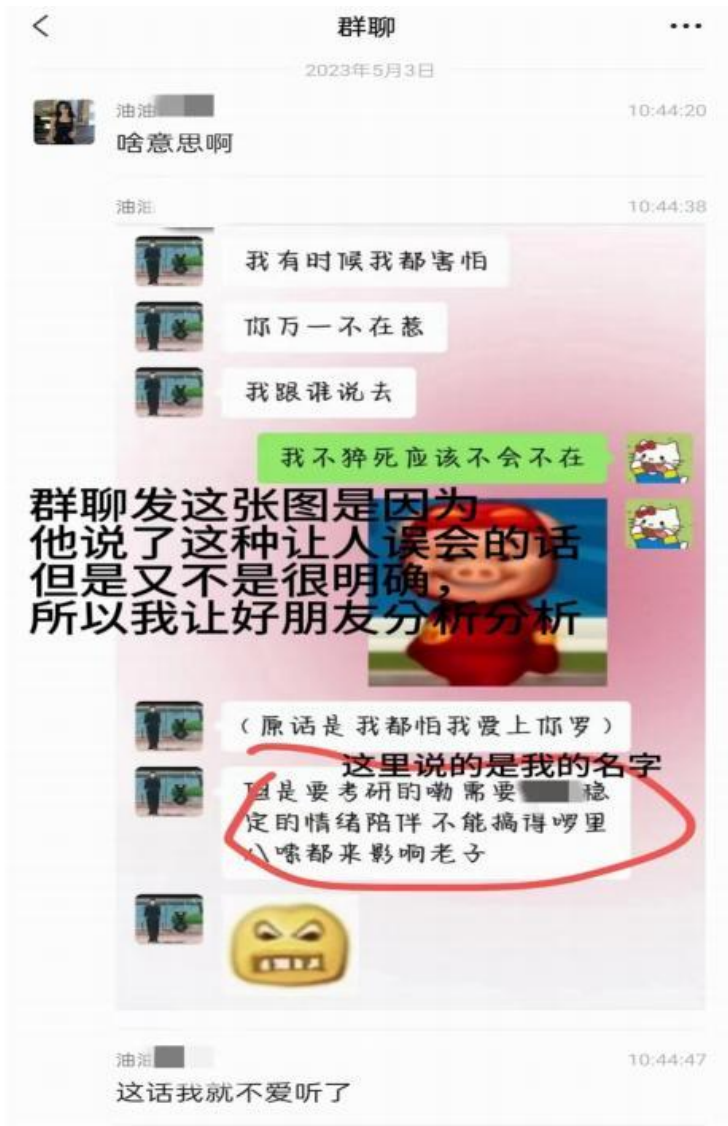 群聊
2023年5月3日
油油
10:44:20
啥意思啊
油油
10:44:38
我有时候我都害怕
你万一不在惹
我跟谁说去
我不猝死应该不会不在
群聊发这张图是因为
他说了这种让人误会的话
但是又不是很明确,
所以我让好朋友分析分析
(原话是 我都怕我爱上你罗)
这里说的是我的名字
但是要考研的嘞 需要 稳
定的情绪陪伴 不能搞得啰里
八嗦都来影响老子
油油
10:44:47
这话我就不爱听了